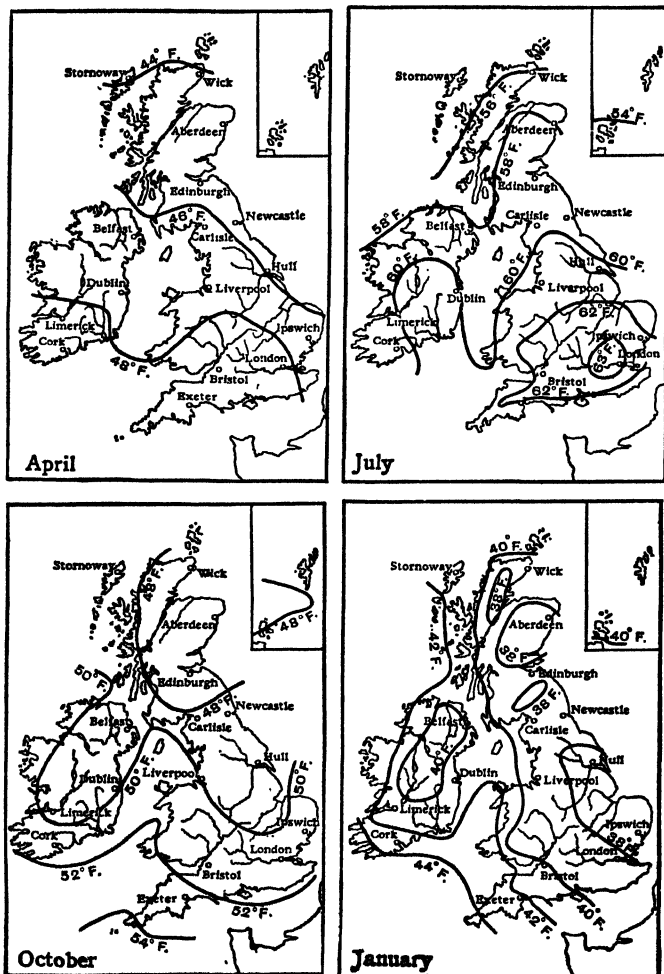 44° F.
Stornoway
Wick
Aberdeen
Edinburgh
46° F.
Newcastle
Belfast
Carlisle
Hull
Dublin
Liverpool
Limerick
Ipswich
Cork
48° F.
London
Bristol
Exeter
April
Stornoway
Wick
56° F.
54° F.
Aberdeen
58° F.
Edinburgh
58° F.
Carlisle
Newcastle
Belfast
60° F.
60° F.
60° F.
Hull
Dublin
Liverpool
62° F.
Limerick
Ipswich
Cork
63° F.
London
Bristol
62° F.
Exeter
July
Stornoway
48° F.
Wick
48° F.
Aberdeen
50° F.
Edinburgh
48° F.
Newcastle
Belfast
Carlisle
Hull
50° F.
50° F.
Dublin
Liverpool
Limerick
Ipswich
Cork
London
Bristol
52° F.
52° F.
Exeter
54° F.
October
40° F.
Stornoway
Wick
38° F.
42° F.
Aberdeen
40° F.
38° F.
Edinburgh
38° F.
Newcastle
Belfast
Carlisle
40° F.
Hull
Dublin
Liverpool
Limerick
Ipswich
Cork
38° F.
London
44° F.
Bristol
Exeter
42° F.
40° F.
January